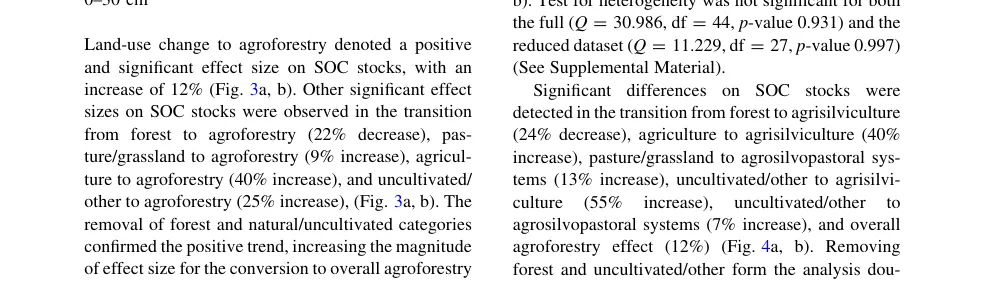 0–30 cm
Land-use change to agroforestry denoted a positive
and significant effect size on SOC stocks, with an
increase of 12% (Fig. 3a, b). Other significant effect
sizes on SOC stocks were observed in the transition
from forest to agroforestry (22% decrease), pas-
ture/grassland to agroforestry (9% increase), agricul-
ture to agroforestry (40% increase), and uncultivated/
other to agroforestry (25% increase), (Fig. 3a, b). The
removal of forest and natural/uncultivated categories
confirmed the positive trend, increasing the magnitude
of effect size for the conversion to overall agroforestry
b). Test for heterogeneity was not significant for both
the full (Q = 30.986, df = 44, p-value 0.931) and the
reduced dataset (Q = 11.229, df = 27, p-value 0.997)
(See Supplemental Material).
Significant differences on SOC stocks were
detected in the transition from forest to agrisilviculture
(24% decrease), agriculture to agrisilviculture (40%
increase), pasture/grassland to agrosilvopastoral sys-
tems (13% increase), uncultivated/other to agrisilvi-
culture (55% increase), uncultivated/other to
agrosilvopastoral systems (7% increase), and overall
agroforestry effect (12%) (Fig. 4a, b). Removing
forest and uncultivated/other form the analysis dou-